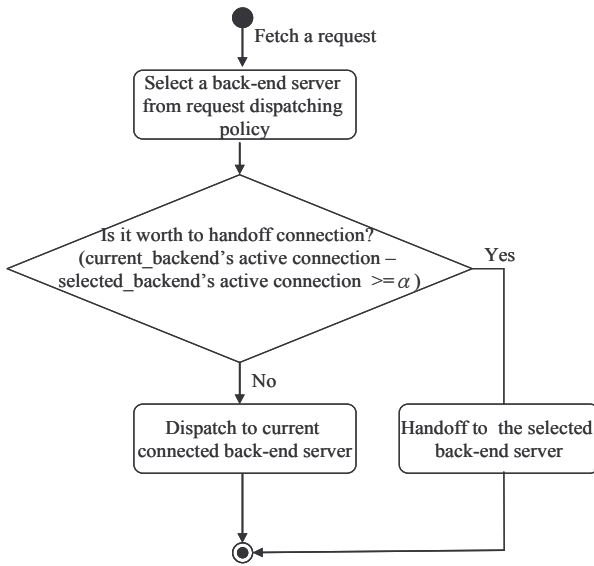 Fetch a request
Select a back-end server
from request dispatching
policy
Is it worth to handoff connection?
(current_backend's active connection –
selected_backend's active connection >=α)
Yes
No
Dispatch to current
connected back-end server
Handoff to the selected
back-end server